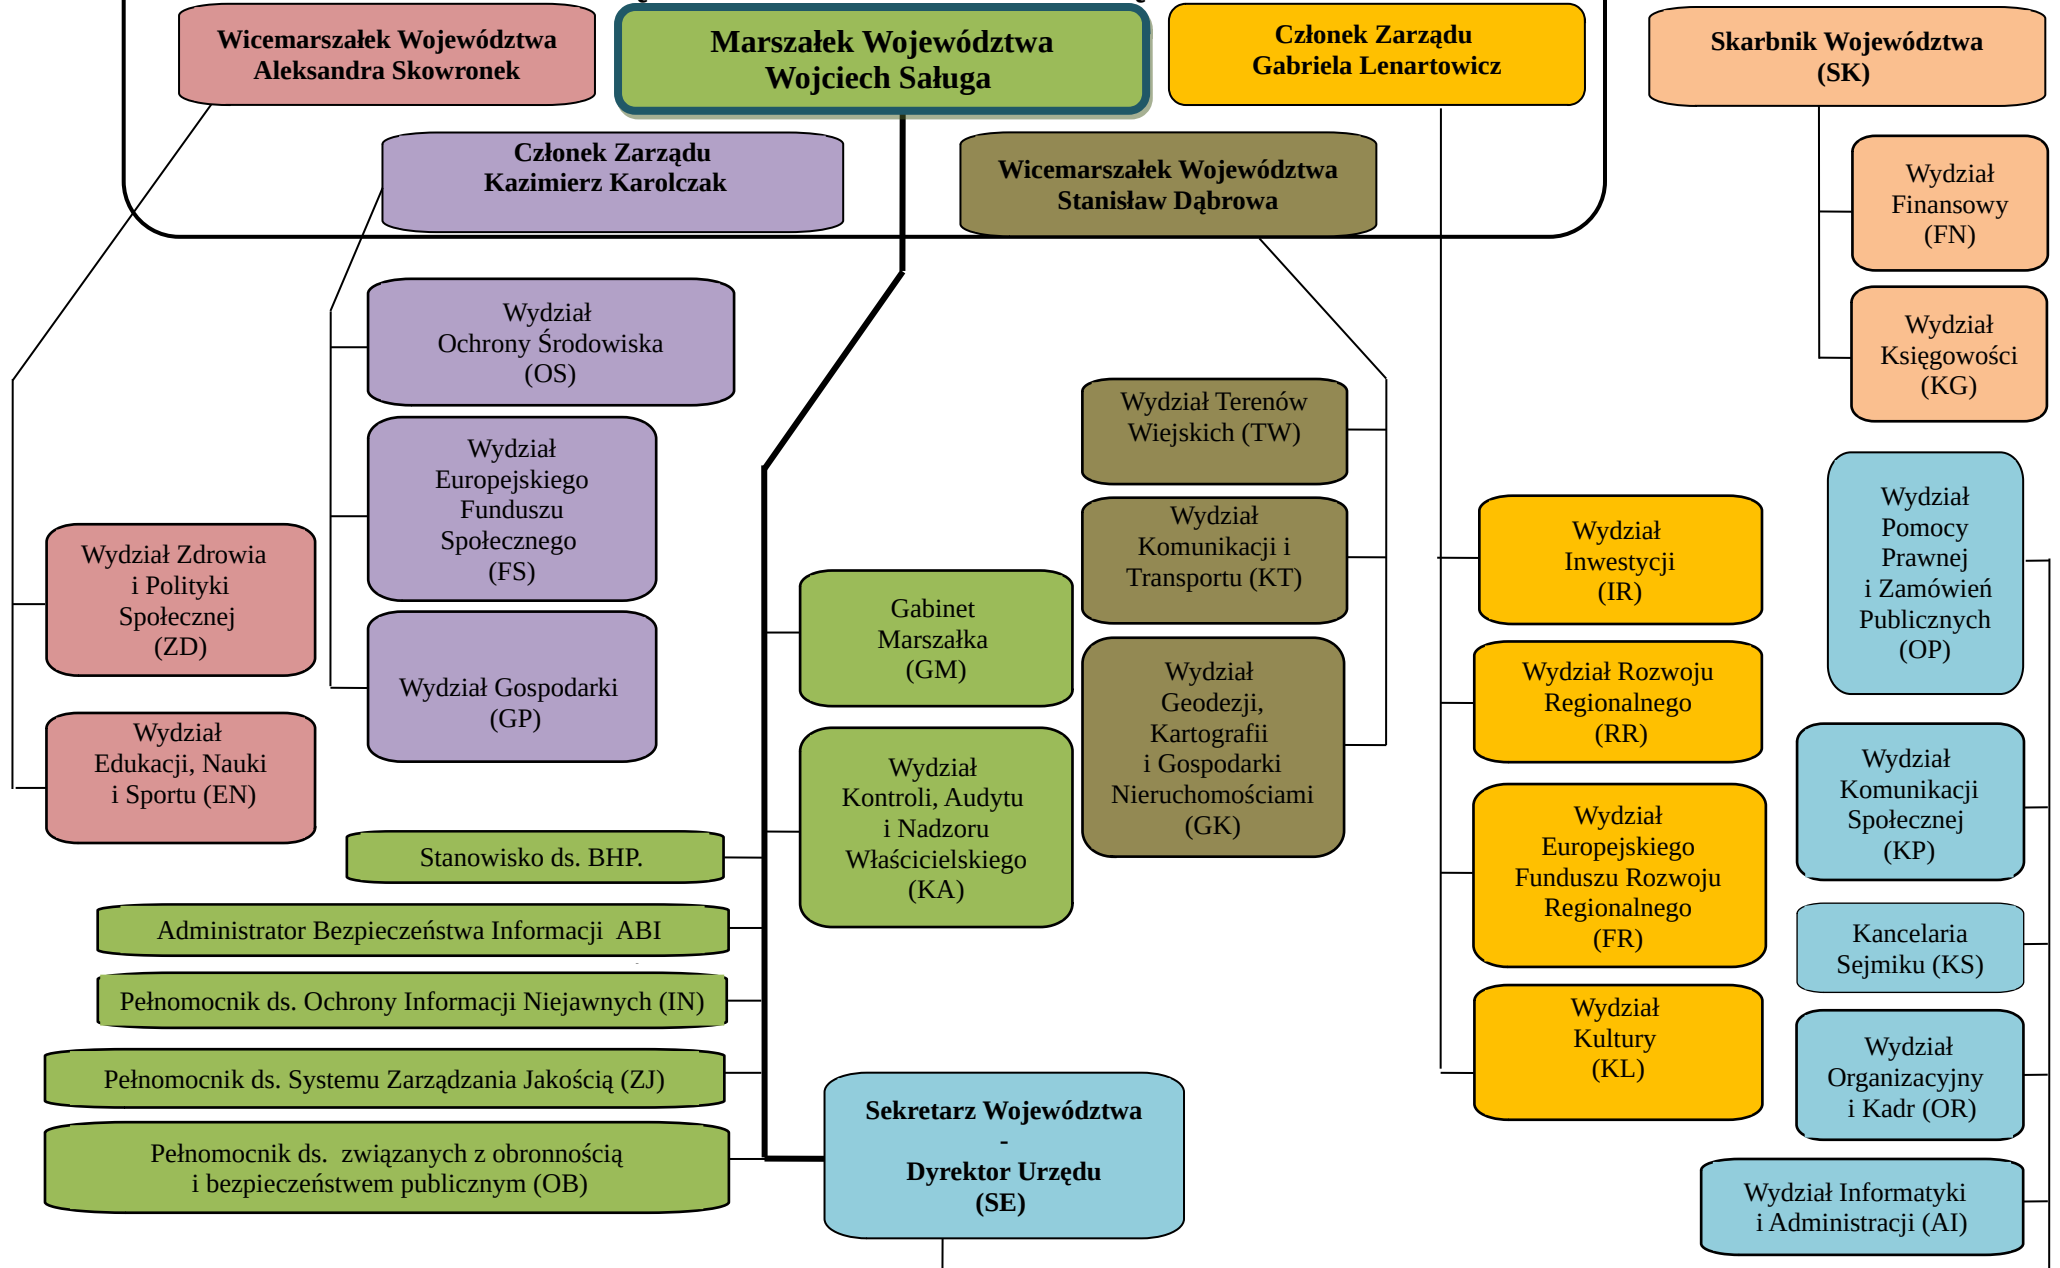 Wicemarszałek Województwa
Aleksandra Skowronek
Marszałek Województwa
Wojciech Saługa
Członek Zarządu
Gabriela Lenartowicz
Skarbnik Województwa
(SK)
Członek Zarządu
Kazimierz Karolczak
Wicemarszałek Województwa
Stanisław Dąbrowa
Wydział
Finansowy
(FN)
Wydział
Księgowości
(KG)
Wydział
Ochrony Środowiska
(OS)
Wydział
Europejskiego
Funduszu
Społecznego
(FS)
Wydział Gospodarki
(GP)
Wydział Zdrowia
i Polityki
Społecznej
(ZD)
Wydział
Edukacji, Nauki
i Sportu (EN)
Wydział Terenów
Wiejskich (TW)
Wydział
Komunikacji i
Transportu (KT)
Wydział
Geodezji,
Kartografii
i Gospodarki
Nieruchomościami
(GK)
Gabinet
Marszałka
(GM)
Wydział
Kontroli, Audytu
i Nadzoru
Właścicielskiego
(KA)
Wydział
Inwestycji
(IR)
Wydział Rozwoju
Regionalnego
(RR)
Wydział
Europejskiego
Funduszu Rozwoju
Regionalnego
(FR)
Wydział
Kultury
(KL)
Wydział
Pomocy
Prawnej
i Zamówień
Publicznych
(OP)
Wydział
Komunikacji
Społecznej
(KP)
Kancelaria
Sejmiku (KS)
Wydział
Organizacyjny
i Kadr (OR)
Wydział Informatyki
i Administracji (AI)
Stanowisko ds. BHP.
Administrator Bezpieczeństwa Informacji  ABI
Pełnomocnik ds. Ochrony Informacji Niejawnych (IN)
Pełnomocnik ds. Systemu Zarządzania Jakością (ZJ)
Pełnomocnik ds.  związanych z obronnością
i bezpieczeństwem publicznym (OB)
Sekretarz Województwa
-
Dyrektor Urzędu
(SE)